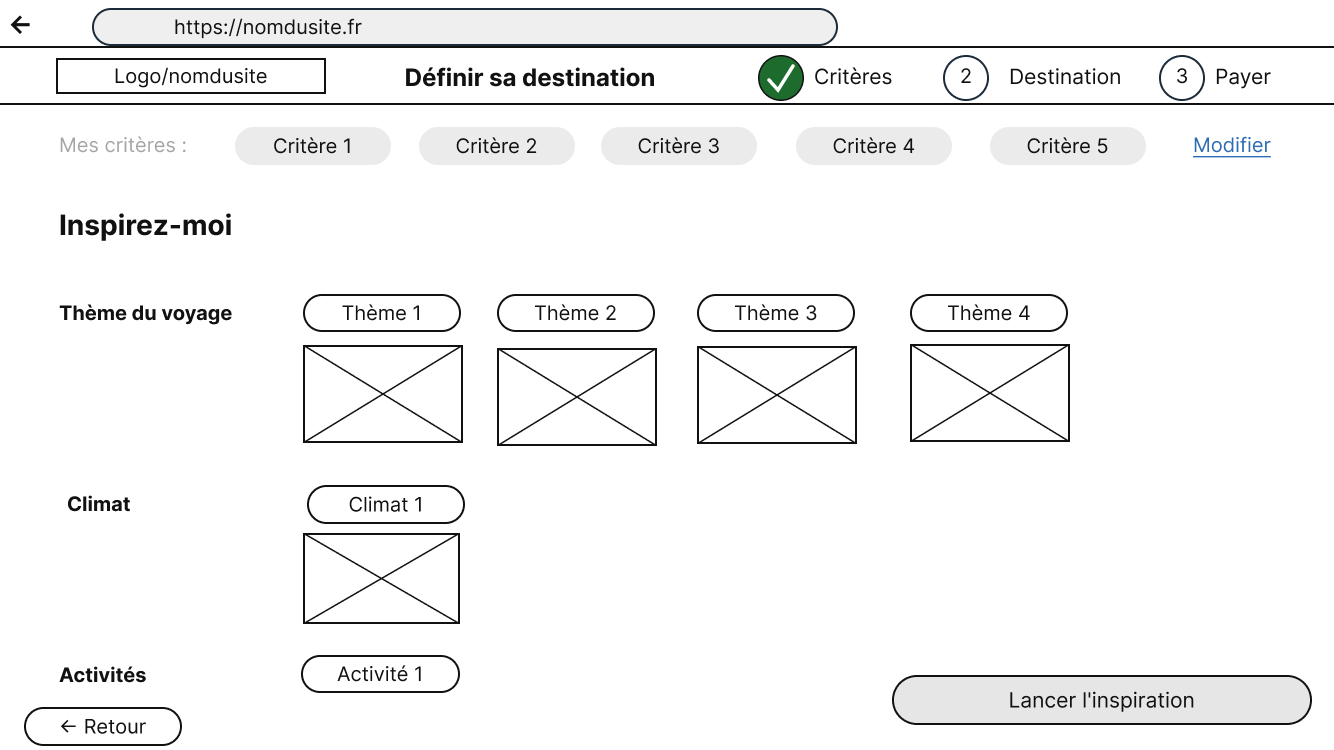 https://nomdusite.fr
Logo/nomdusite Définir sa destination Critères 2 Destination 3 Payer
Mes critères : Critère 1 Critère 2 Critère 3 Critère 4 Critère 5 Modifier
Inspirez-moi
Thème du voyage Thème 1 Thème 2 Thème 3 Thème 4
Climat Climat 1
Activités Activité 1
Lancer l'inspiration
← Retour